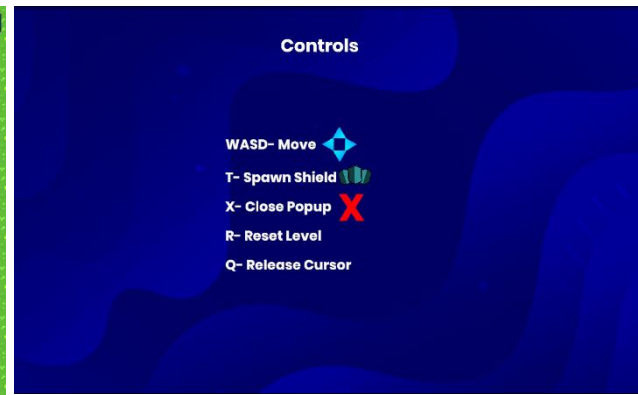 Controls
WASD- Move
T- Spawn Shield
X- Close Popup
R- Reset Level
Q- Release Cursor